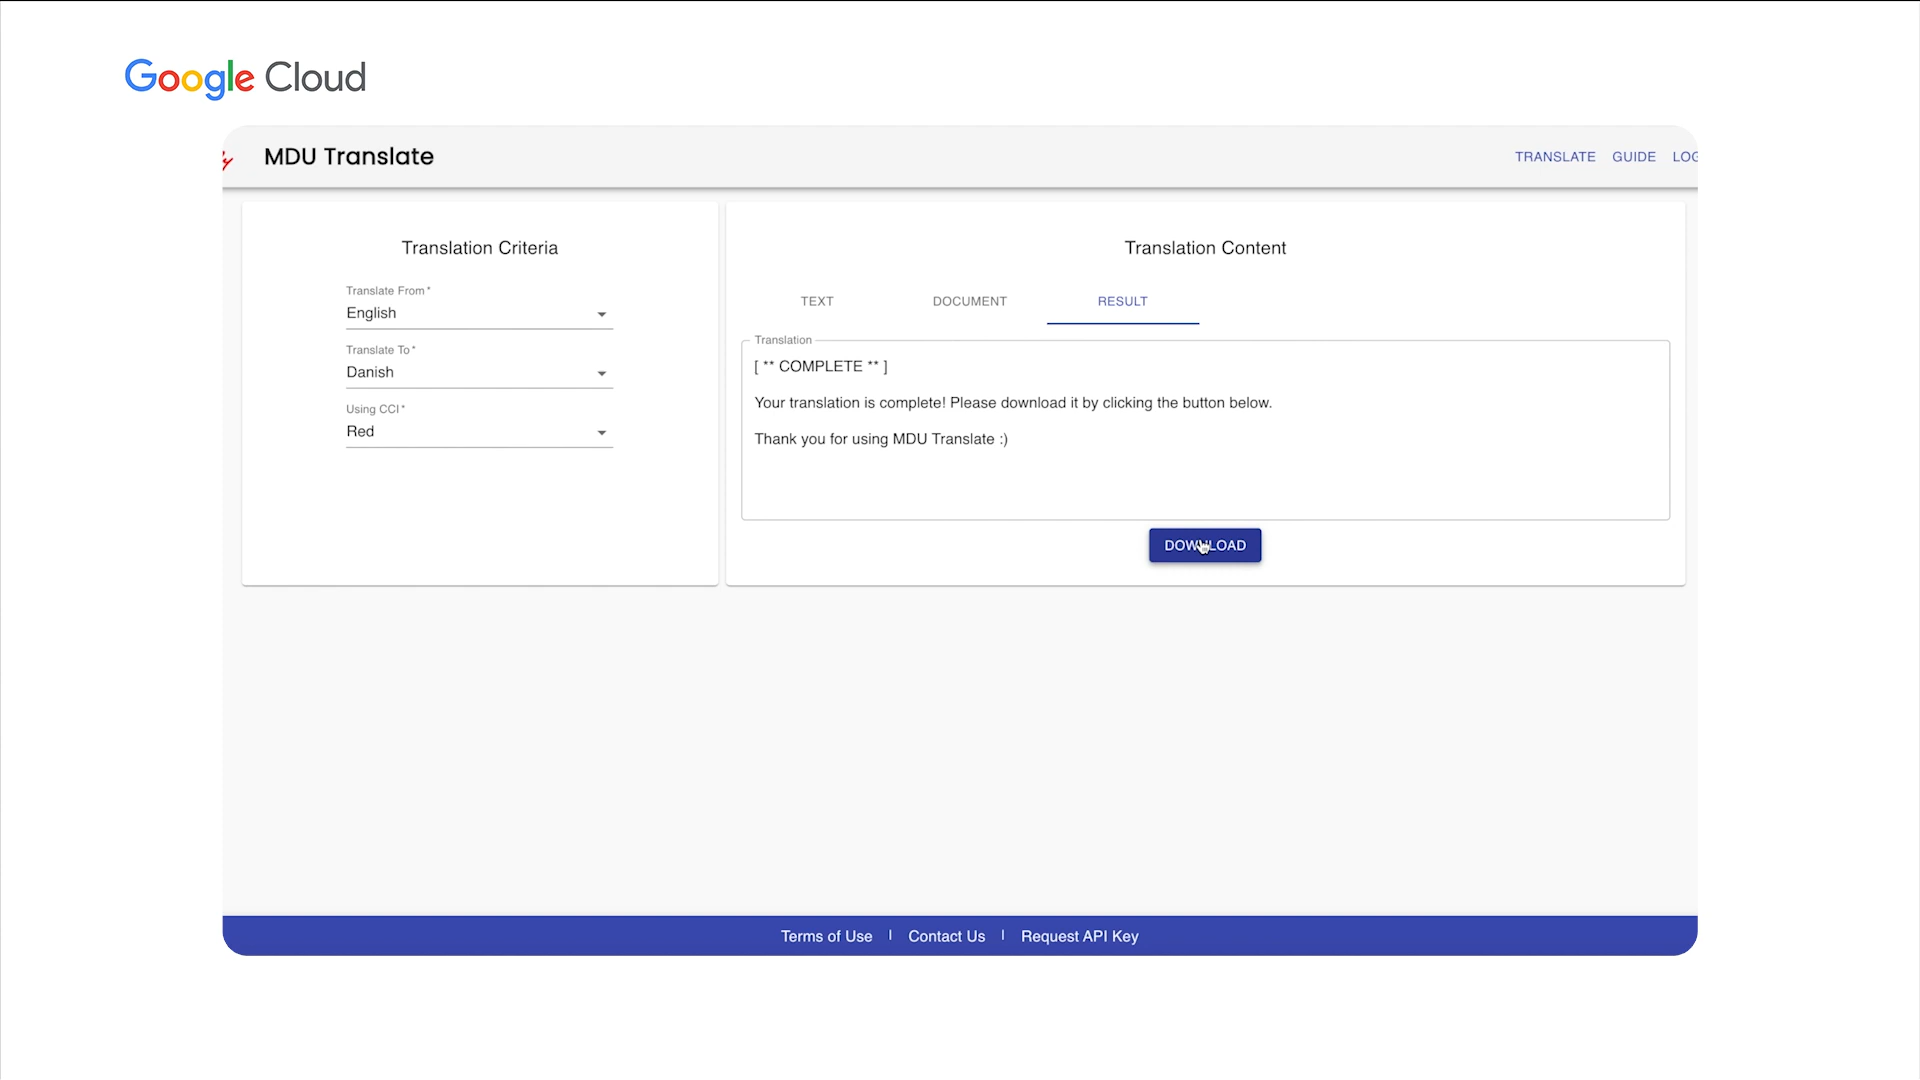 Google Cloud
MDU Translate
TRANSLATE GUIDE LOG
Translation Criteria
Translate From *
English
Translate To *
Danish
Using CCI *
Red
Translation Content
TEXT DOCUMENT RESULT
Translation
[ ** COMPLETE ** ]
Your translation is complete! Please download it by clicking the button below.
Thank you for using MDU Translate :)
DOWNLOAD
Terms of Use | Contact Us | Request API Key